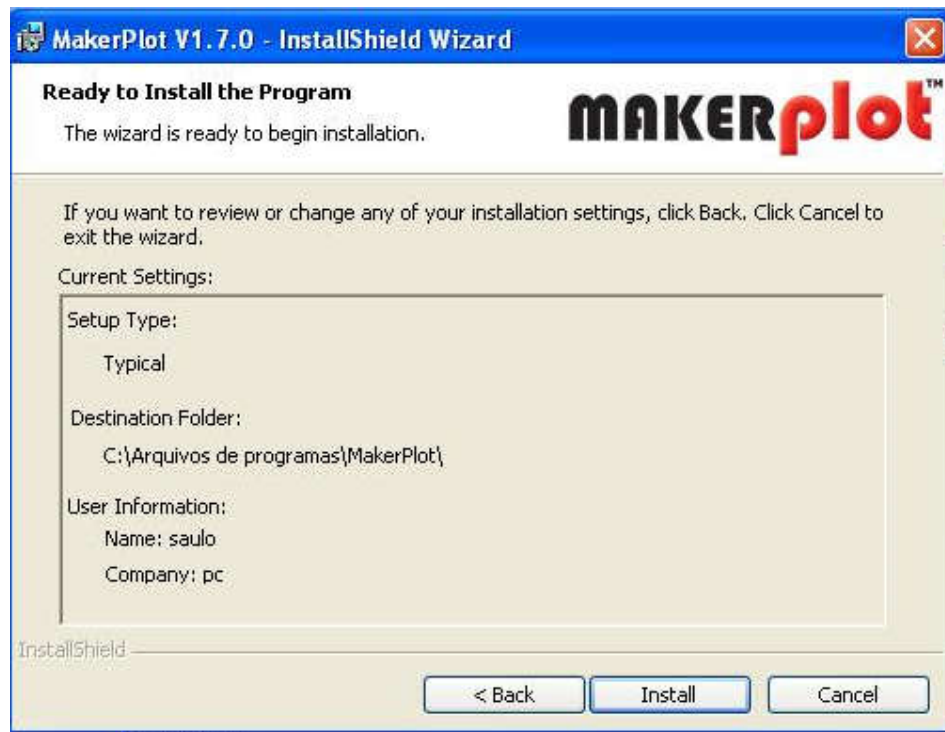 MakerPlot V1.7.0 - InstallShield Wizard
Ready to Install the Program
The wizard is ready to begin installation.
MAKERplot™
If you want to review or change any of your installation settings, click Back. Click Cancel to
exit the wizard.
Current Settings:
Setup Type:
Typical
Destination Folder:
C:\Arquivos de programas\MakerPlot\
User Information:
Name: saulo
Company: pc
InstallShield
< Back
Install
Cancel